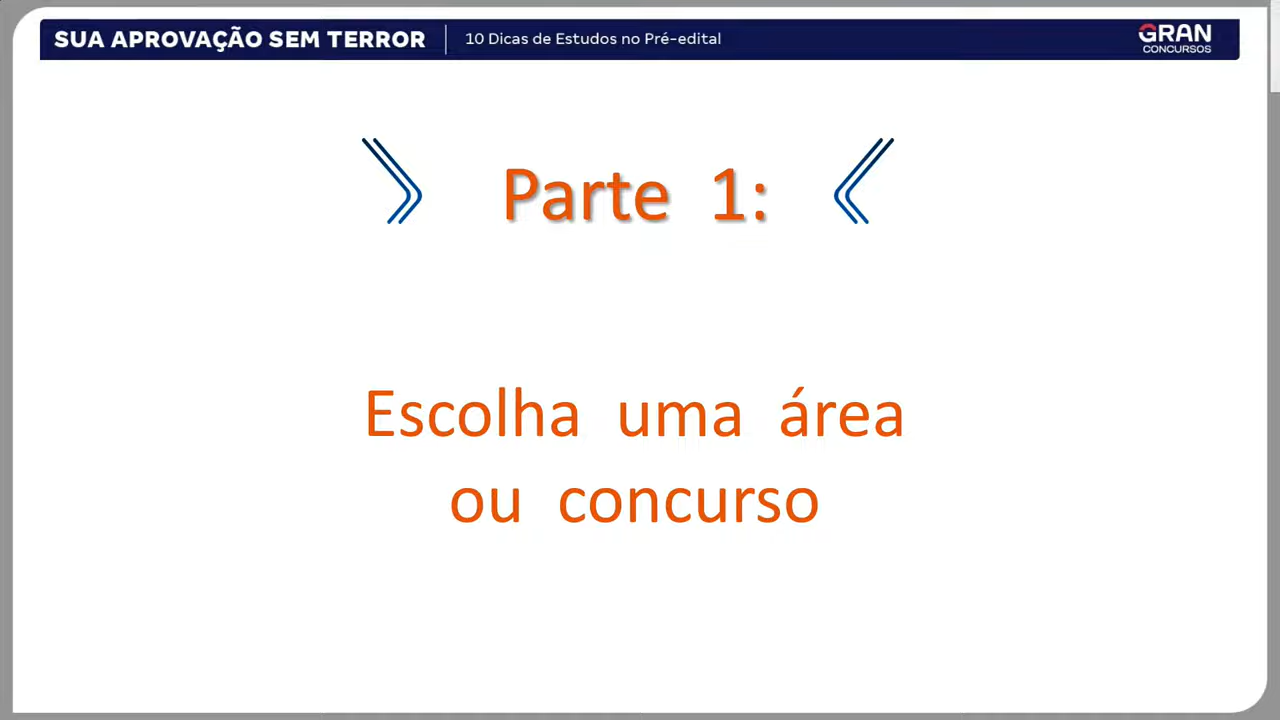 SUA APROVAÇÃO SEM TERROR
10 Dicas de Estudos no Pré-edital
GRAN
CONCURSOS
Parte 1:
Escolha uma área
ou concurso